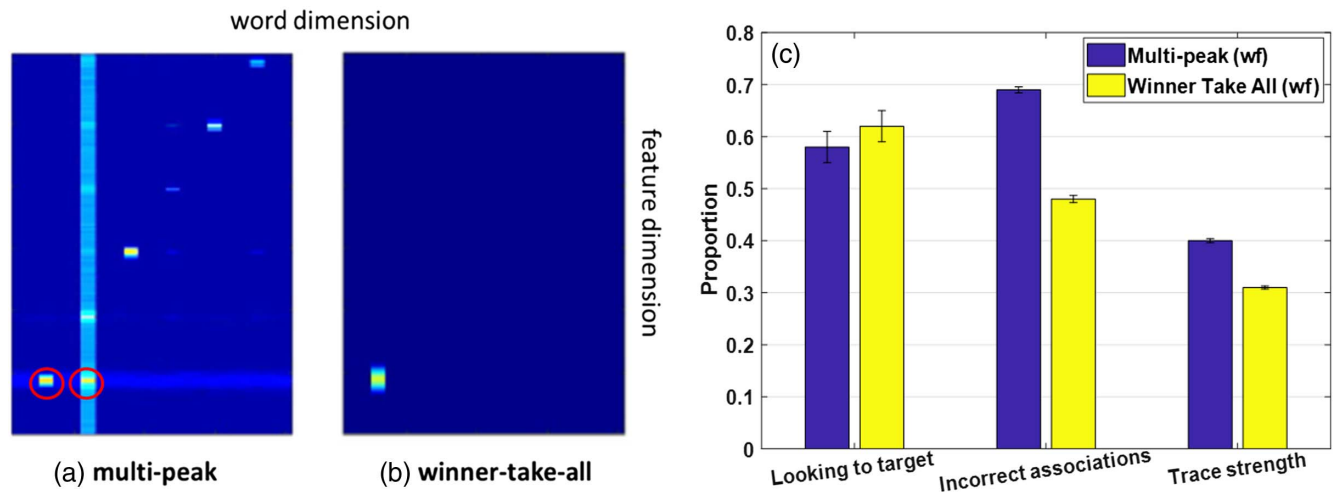 word dimension
feature dimension
(a) multi-peak
(b) winner-take-all
(c)
Multi-peak (wf)
Winner Take All (wf)
Proportion
0.8
0.7
0.6
0.5
0.4
0.3
0.2
0.1
0
Looking to target
Incorrect associations
Trace strength